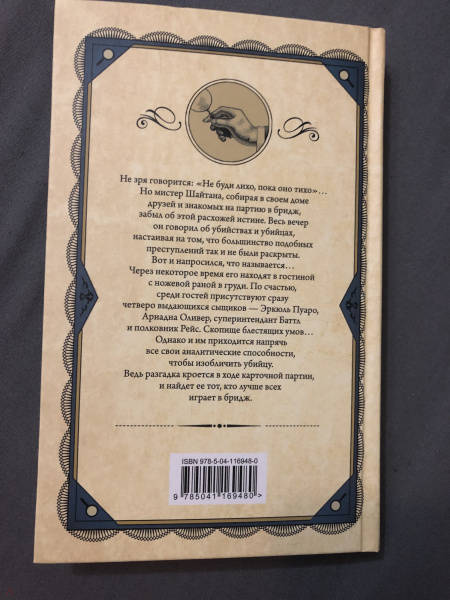 Не зря говорится: «Не буди лихо, пока оно тихо»…
Но мистер Шайтана, собирая в своем доме
друзей и знакомых на партию в бридж,
забыл об этой расхожей истине. Весь вечер
он говорил об убийствах и убийцах,
настаивая на том, что большинство подобных
преступлений так и не были раскрыты.
Вот и напросился, что называется…
Через некоторое время его находят в гостиной
с ножевой раной в груди. По счастью,
среди гостей присутствуют сразу
четверо выдающихся сыщиков — Эркюль Пуаро,
Ариадна Оливер, суперинтендант Баттл
и полковник Рейс. Скопище блестящих умов…
Однако и им приходится напрячь
все свои аналитические способности,
чтобы изобличить убийцу.
Ведь разгадка кроется в ходе карточной партии,
и найдет ее тот, кто лучше всех
играет в бридж.
ISBN 978-5-04-116948-0
9 785041 169480 >